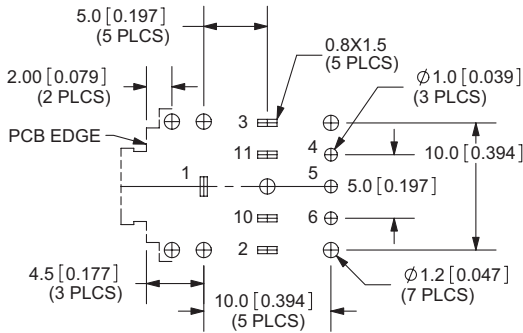 5.0 [0.197]
(5 PLCS)
0.8X1.5
(5 PLCS)
2.00 [0.079]
(2 PLCS)
Ø1.0 [0.039]
(3 PLCS)
PCB EDGE
3
4
11
10.0 [0.394]
1
5
5.0 [0.197]
10
6
2
4.5 [0.177]
(3 PLCS)
10.0 [0.394]
(5 PLCS)
Ø1.2 [0.047]
(7 PLCS)